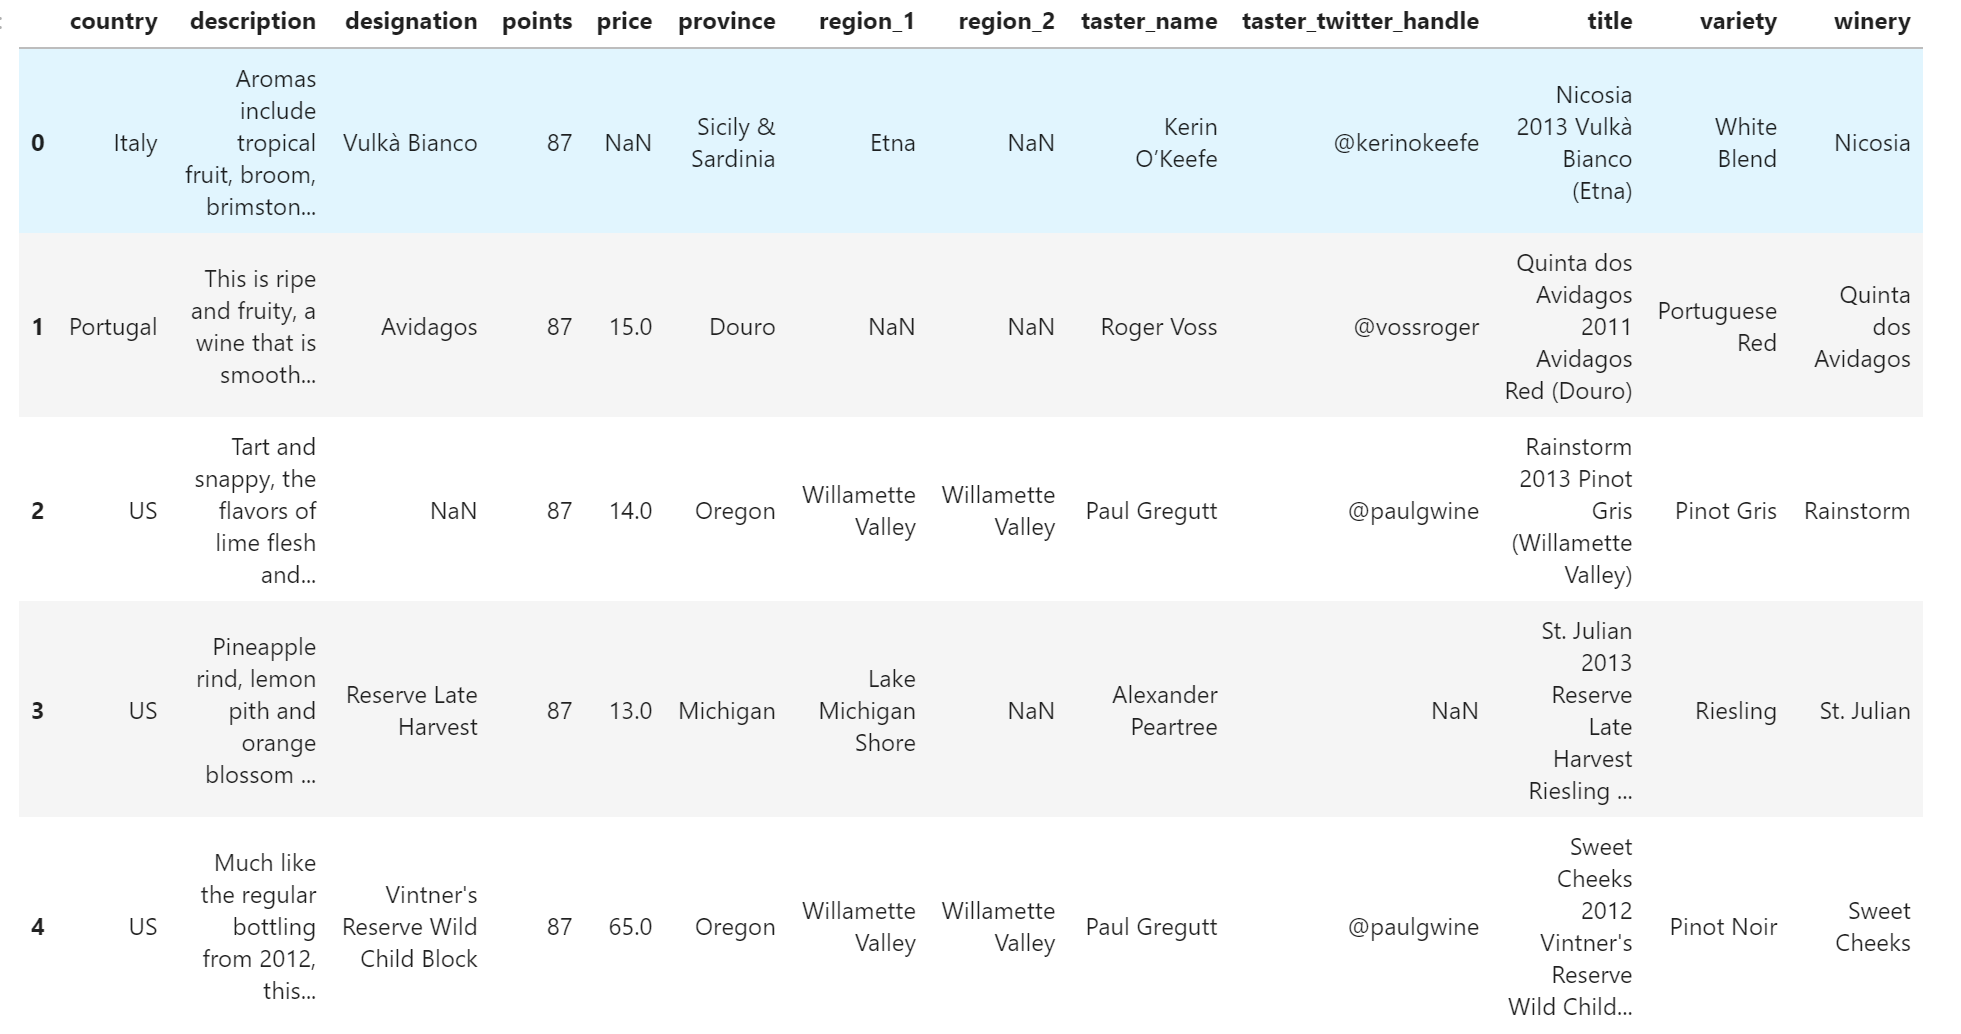 country description designation points price province region_1 region_2 taster_name taster_twitter_handle title variety winery
0 Italy Aromas include tropical fruit, broom, brimston... Vulkà Bianco 87 NaN Sicily & Sardinia Etna NaN Kerin O’Keefe @kerinokeefe Nicosia 2013 Vulkà Bianco (Etna) White Blend Nicosia
1 Portugal This is ripe and fruity, a wine that is smooth... Avidagos 87 15.0 Douro NaN NaN Roger Voss @vossroger Quinta dos Avidagos 2011 Avidagos Red (Douro) Portuguese Red Quinta dos Avidagos
2 US Tart and snappy, the flavors of lime flesh and... NaN 87 14.0 Oregon Willamette Valley Willamette Valley Paul Gregutt @paulgwine Rainstorm 2013 Pinot Gris (Willamette Valley) Pinot Gris Rainstorm
3 US Pineapple rind, lemon pith and orange blossom ... Reserve Late Harvest 87 13.0 Michigan Lake Michigan Shore NaN Alexander Peartree NaN St. Julian 2013 Reserve Late Harvest Riesling ... Riesling St. Julian
4 US Much like the regular bottling from 2012, this... Vintner's Reserve Wild Child Block 87 65.0 Oregon Willamette Valley Willamette Valley Paul Gregutt @paulgwine Sweet Cheeks 2012 Vintner's Reserve Wild Child... Pinot Noir Sweet Cheeks